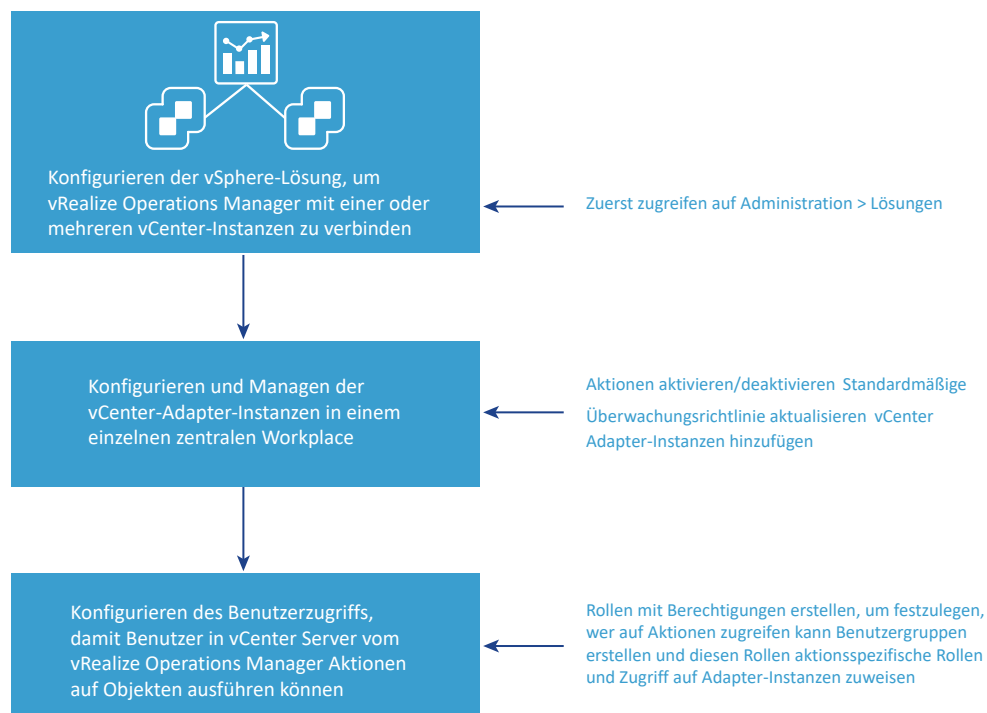 Konfigurieren der vSphere-Lösung, um
vRealize Operations Manager mit einer oder
mehreren vCenter-Instanzen zu verbinden
Zuerst zugreifen auf Administration > Lösungen
Konfigurieren und Managen der
vCenter-Adapter-Instanzen in einem
einzelnen zentralen Workplace
Aktionen aktivieren/deaktivieren Standardmäßige
Überwachungsrichtlinie aktualisieren vCenter
Adapter-Instanzen hinzufügen
Konfigurieren des Benutzerzugriffs,
damit Benutzer in vCenter Server vom
vRealize Operations Manager Aktionen
auf Objekten ausführen können
Rollen mit Berechtigungen erstellen, um festzulegen,
wer auf Aktionen zugreifen kann Benutzergruppen
erstellen und diesen Rollen aktionsspezifische Rollen
und Zugriff auf Adapter-Instanzen zuweisen